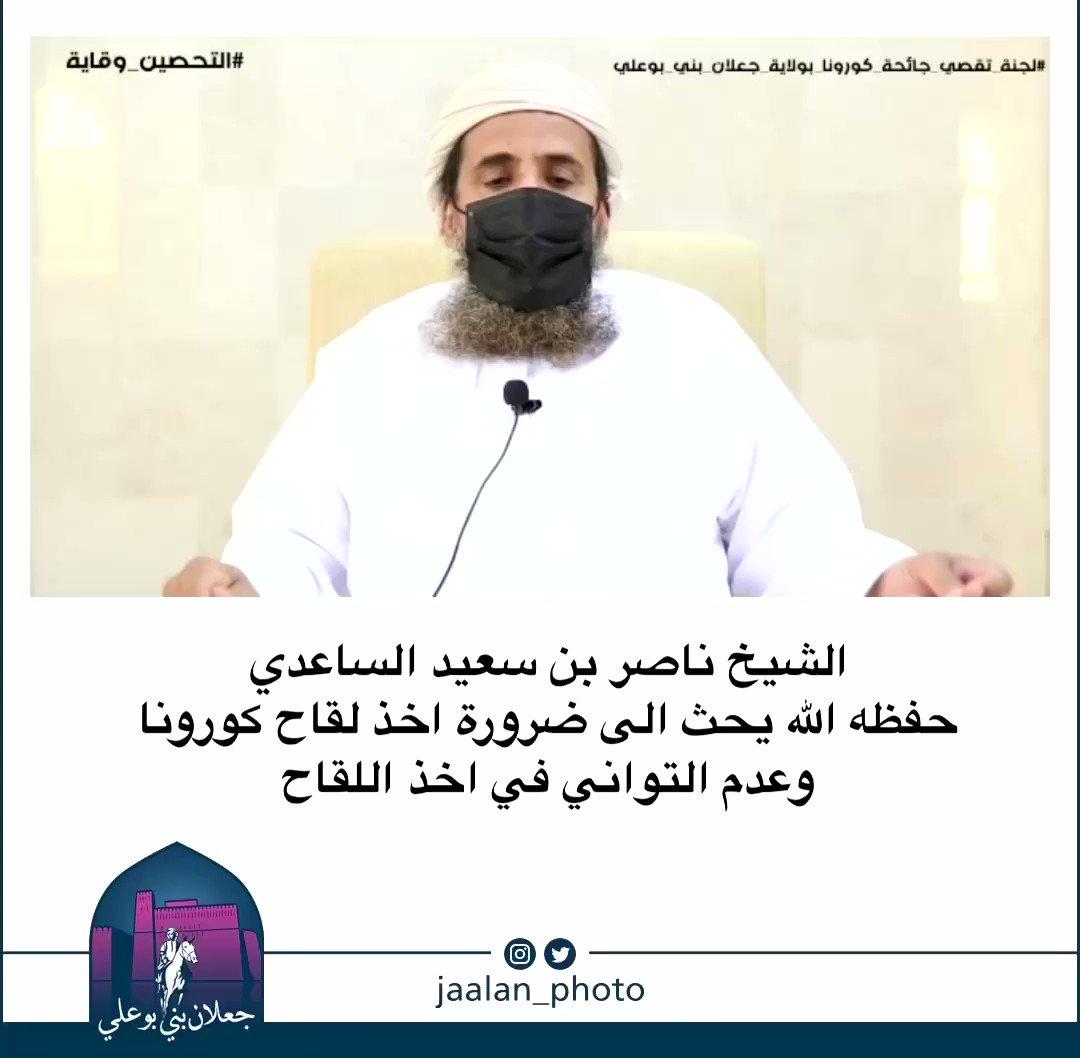 #لجنة_تقصي_جائحة_كورونا_بولاية_جعلان_بني_بوعلي
#التحصين_وقاية
الشيخ ناصر بن سعيد الساعدي
حفظه الله يحث الى ضرورة اخذ لقاح كورونا
وعدم التواني في اخذ اللقاح
jaalan_photo
جعلان بني بوعلي